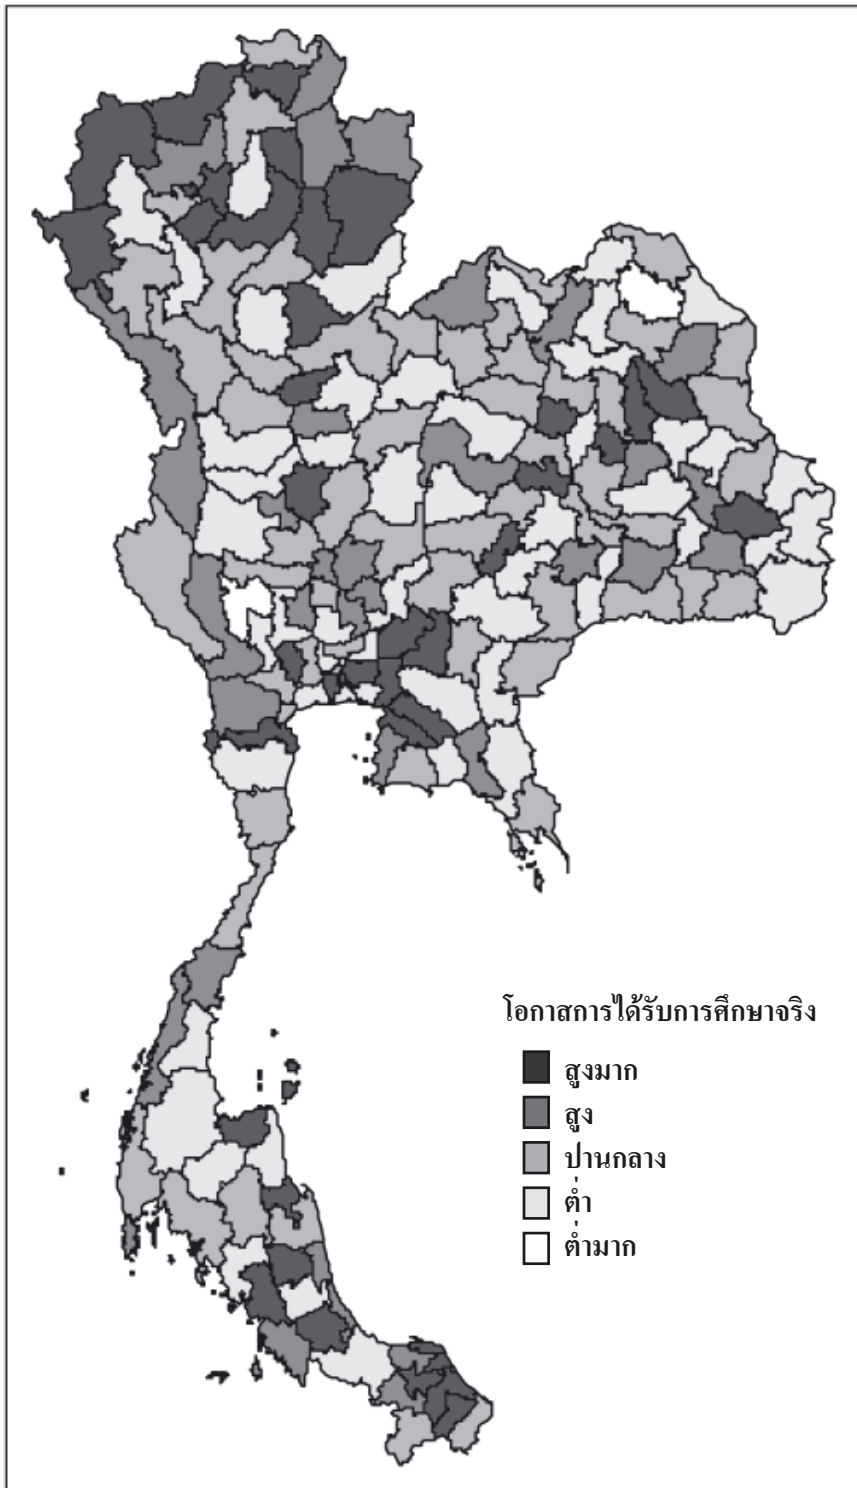 โอกาสการได้รับการศึกษาจริง
สูงมาก
สูง
ปานกลาง
ต่ำ
ต่ำมาก